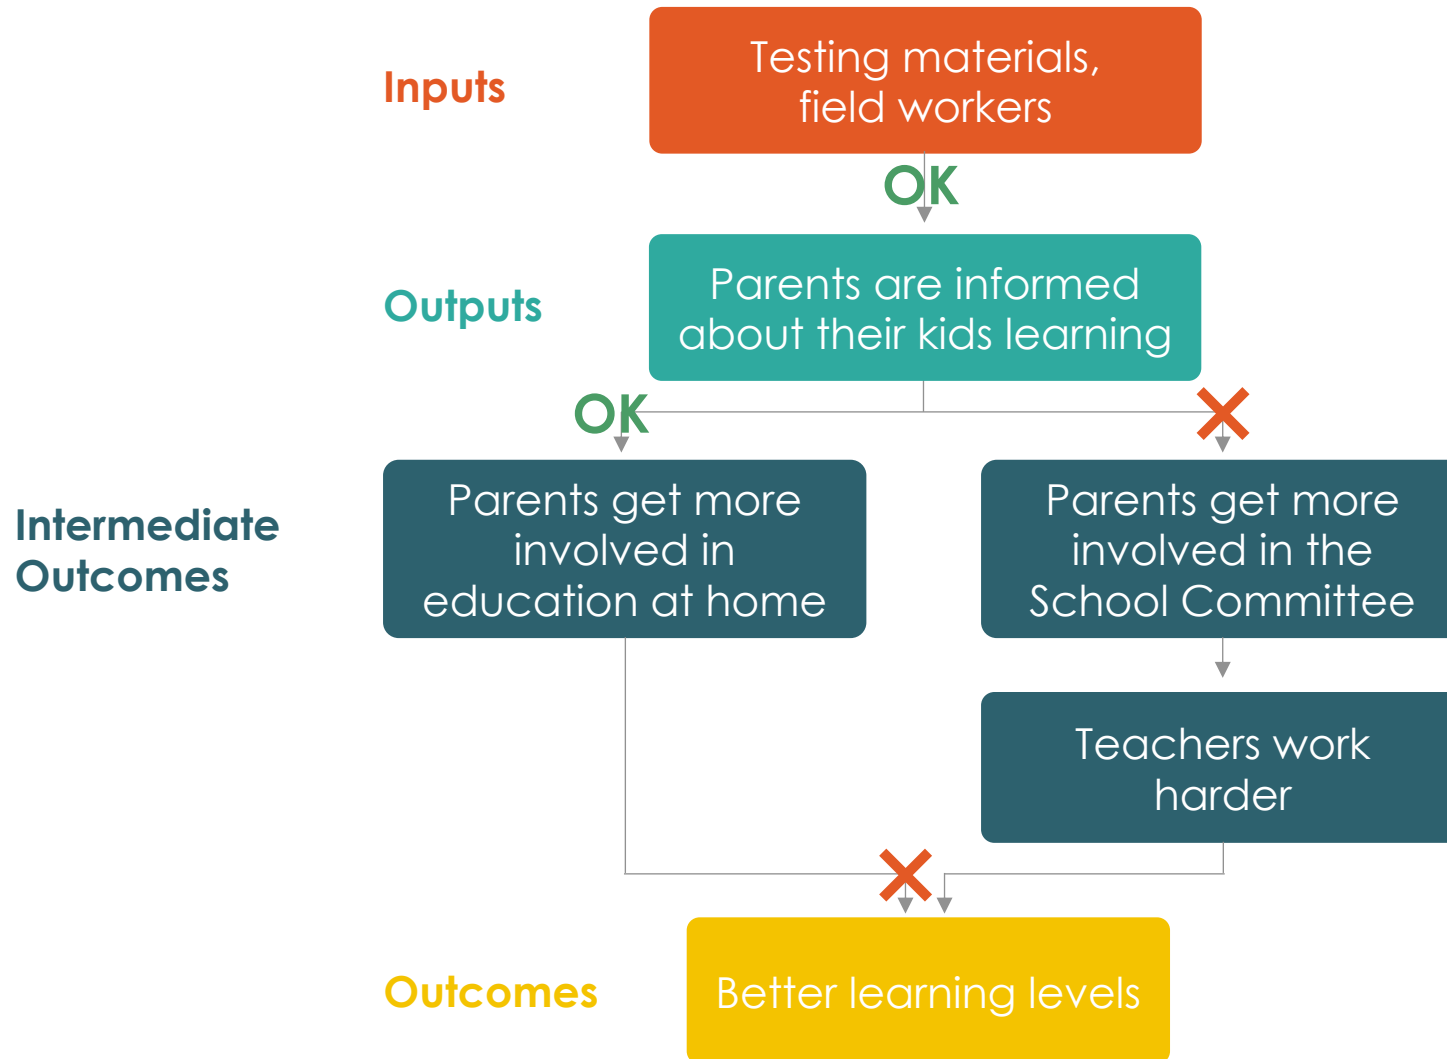 Inputs
Testing materials,
field workers
OK
Outputs
Parents are informed
about their kids learning
OK
Intermediate
Outcomes
Parents get more
involved in
education at home
Parents get more
involved in the
School Committee
Teachers work
harder
Outcomes
Better learning levels